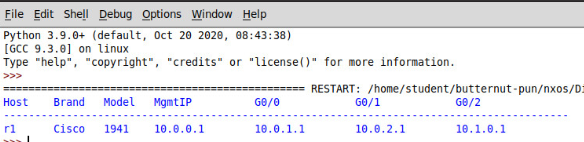 File Edit Shell Debug Options Window Help
Python 3.9.0+ (default, Oct 20 2020, 08:43:38)
[GCC 9.3.0] on linux
Type "help", "copyright", "credits" or "license()" for more information.
>>>
================================================ RESTART: /home/student/butternut-pun/nxos/Di
Host Brand Model MgmtIP G0/0 G0/1 G0/2
--------------------------------------------------------------------------------------------
r1 Cisco 1941 10.0.0.1 10.0.1.1 10.0.2.1 10.1.0.1
>>>